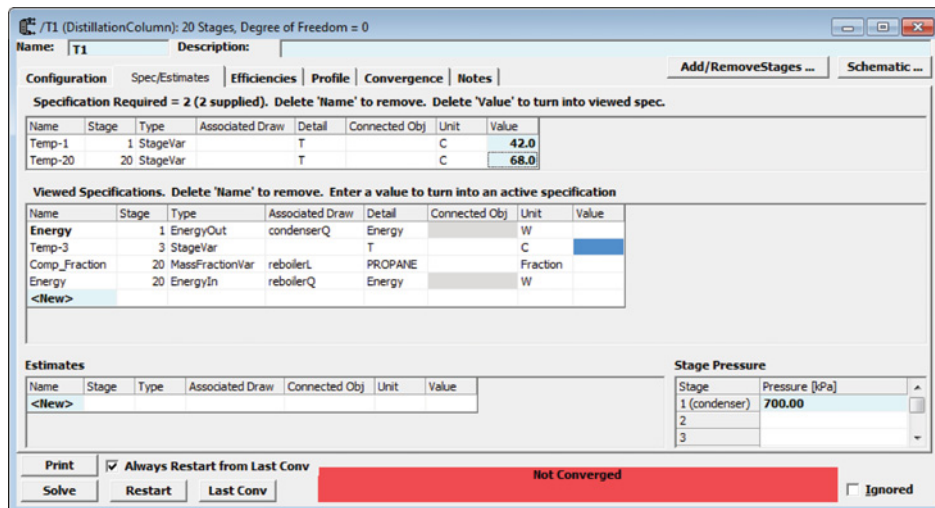 /T1 (DistillationColumn): 20 Stages, Degree of Freedom = 0
Name: T1 Description:
Add/RemoveStages ... Schematic ...
Configuration Spec/Estimates Efficiencies Profile Convergence Notes
Specification Required = 2 (2 supplied). Delete 'Name' to remove. Delete 'Value' to turn into viewed spec.
Name Stage Type Associated Draw Detail Connected Obj Unit Value
Temp-1 1 StageVar T C 42.0
Temp-20 20 StageVar T C 68.0
Viewed Specifications. Delete 'Name' to remove. Enter a value to turn into an active specification
Name Stage Type Associated Draw Detail Connected Obj Unit Value
Energy 1 EnergyOut condenserQ Energy W
Temp-3 3 StageVar T C
Comp_Fraction 20 MassFractionVar reboilerL PROPANE Fraction
Energy 20 EnergyIn reboilerQ Energy W
<New>
Estimates
Name Stage Type Associated Draw Connected Obj Unit Value
<New>
Stage Pressure
Stage Pressure [kPa]
1 (condenser) 700.00
2
3
Print Always Restart from Last Conv
Solve Restart Last Conv
Not Converged
Ignored